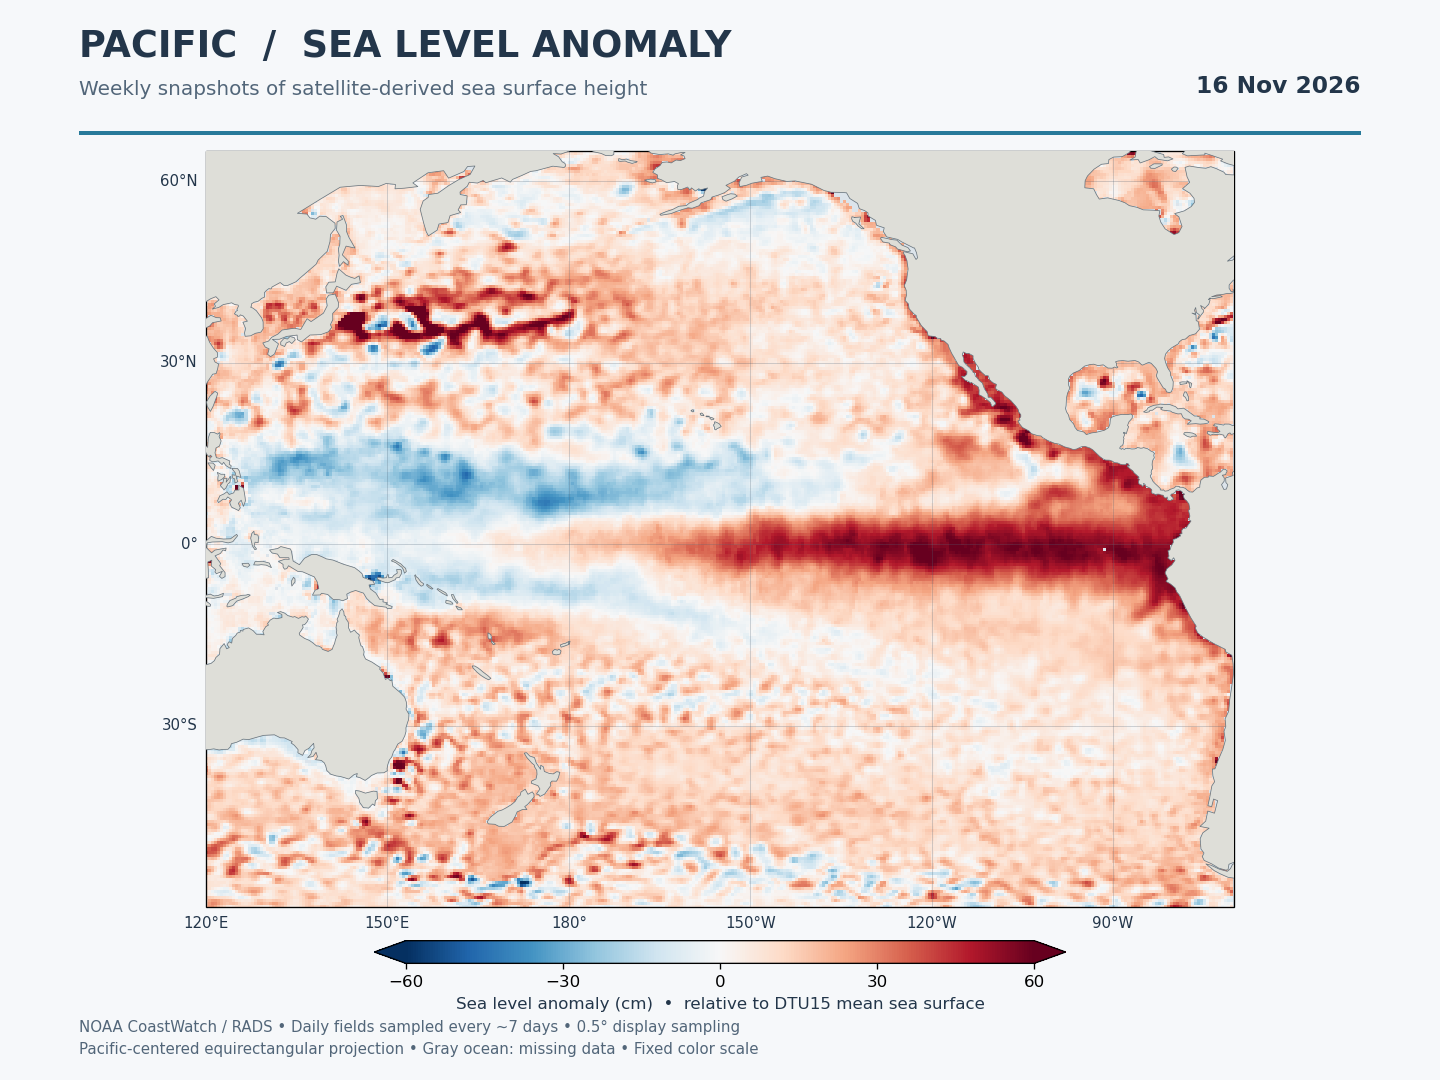 PACIFIC / SEA LEVEL ANOMALY
Weekly snapshots of satellite-derived sea surface height
16 Nov 2026
60°N
30°N
0°
30°S
120°E 150°E 180° 150°W 120°W 90°W
−60 −30 0 30 60
Sea level anomaly (cm) • relative to DTU15 mean sea surface
NOAA CoastWatch / RADS • Daily fields sampled every ~7 days • 0.5° display sampling
Pacific-centered equirectangular projection • Gray ocean: missing data • Fixed color scale